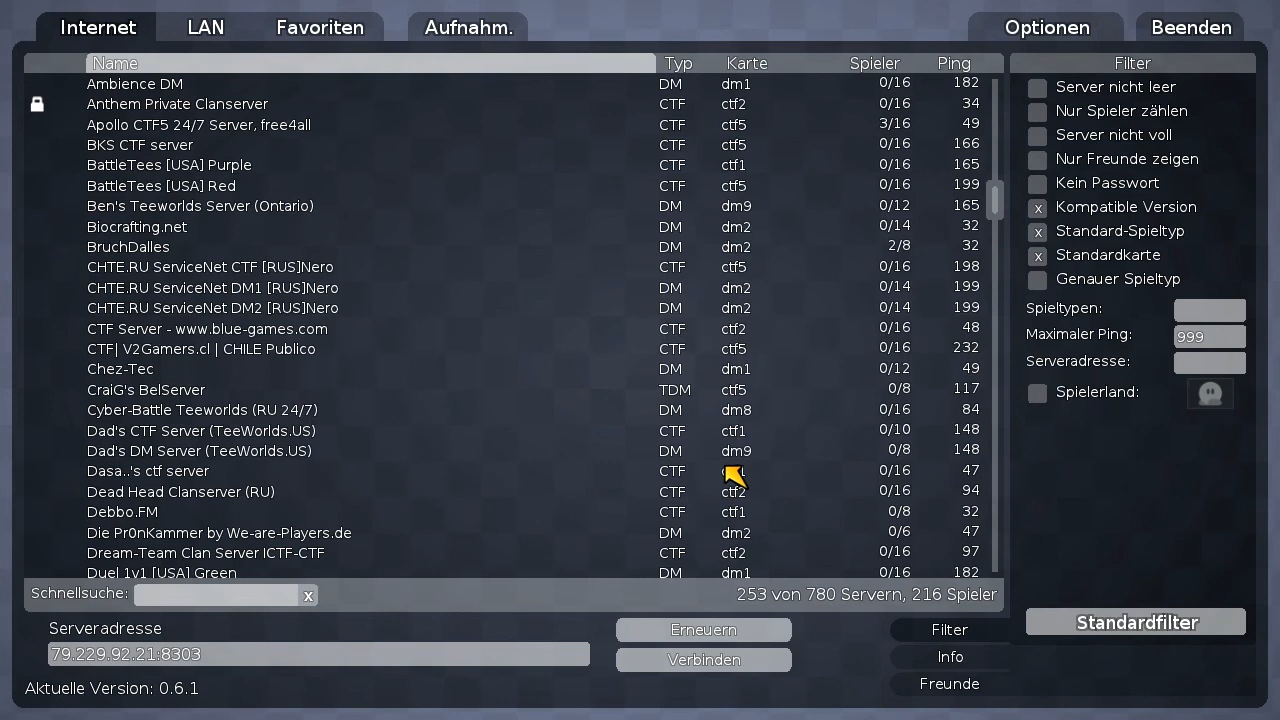 Internet LAN Favoriten Aufnahm. Optionen Beenden
Name Typ Karte Spieler Ping
Ambience DM DM dm1 0/16 182
Anthem Private Clanserver CTF ctf2 0/16 34
Apollo CTF5 24/7 Server, free4all CTF ctf5 3/16 49
BKS CTF server CTF ctf5 0/16 166
BattleTees [USA] Purple CTF ctf1 0/16 165
BattleTees [USA] Red CTF ctf5 0/16 199
Ben's Teeworlds Server (Ontario) DM dm9 0/12 165
Biocrafting.net DM dm2 0/14 32
BruchDalles DM dm2 2/8 32
CHTE.RU ServiceNet CTF [RUS]Nero CTF ctf5 0/16 198
CHTE.RU ServiceNet DM1 [RUS]Nero DM dm2 0/14 199
CHTE.RU ServiceNet DM2 [RUS]Nero DM dm2 0/14 199
CTF Server - www.blue-games.com CTF ctf2 0/16 48
CTF| V2Gamers.cl | CHILE Publico CTF ctf5 0/16 232
Chez-Tec DM dm1 0/12 49
CraiG's BelServer TDM ctf5 0/8 117
Cyber-Battle Teeworlds (RU 24/7) DM dm8 0/16 84
Dad's CTF Server (TeeWorlds.US) CTF ctf1 0/10 148
Dad's DM Server (TeeWorlds.US) DM dm9 0/8 148
Dasa..'s ctf server CTF 0/16 47
Dead Head Clanserver (RU) CTF ctf2 0/16 94
Debbo.FM CTF ctf1 0/8 32
Die Pr0nKammer by We-are-Players.de DM dm2 0/6 47
Dream-Team Clan Server ICTF-CTF CTF ctf2 0/16 97
Duel 1v1 [USA] Green DM dm1 0/16 182
Schnellsuche: x 253 von 780 Servern, 216 Spieler
Serveradresse
79.229.92.21:8303
Erneuern
Verbinden
Aktuelle Version: 0.6.1
Filter
Info
Freunde
Filter
Server nicht leer
Nur Spieler zählen
Server nicht voll
Nur Freunde zeigen
Kein Passwort
x Kompatible Version
x Standard-Spieltyp
x Standardkarte
Genauer Spieltyp
Spieltypen:
Maximaler Ping: 999
Serveradresse:
Spielerland:
Standardfilter